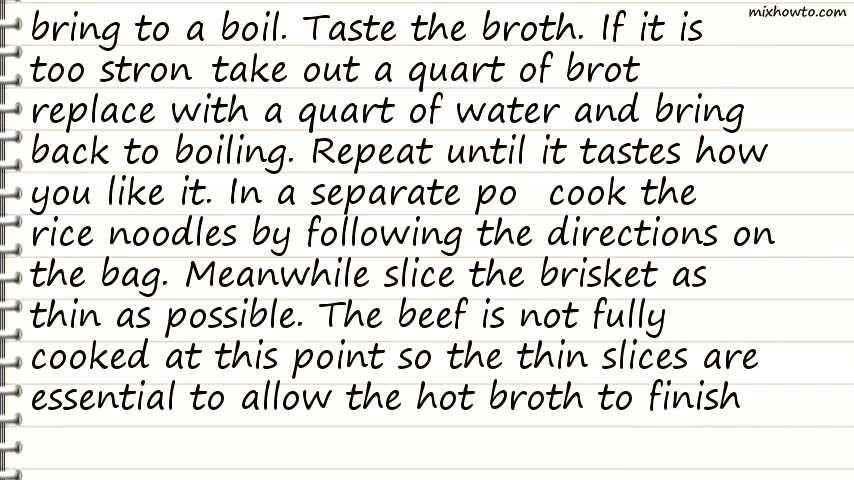 mixhowto.com
bring to a boil. Taste the broth. If it is
too stron take out a quart of brot
replace with a quart of water and bring
back to boiling. Repeat until it tastes how
you like it. In a separate po cook the
rice noodles by following the directions on
the bag. Meanwhile slice the brisket as
thin as possible. The beef is not fully
cooked at this point so the thin slices are
essential to allow the hot broth to finish